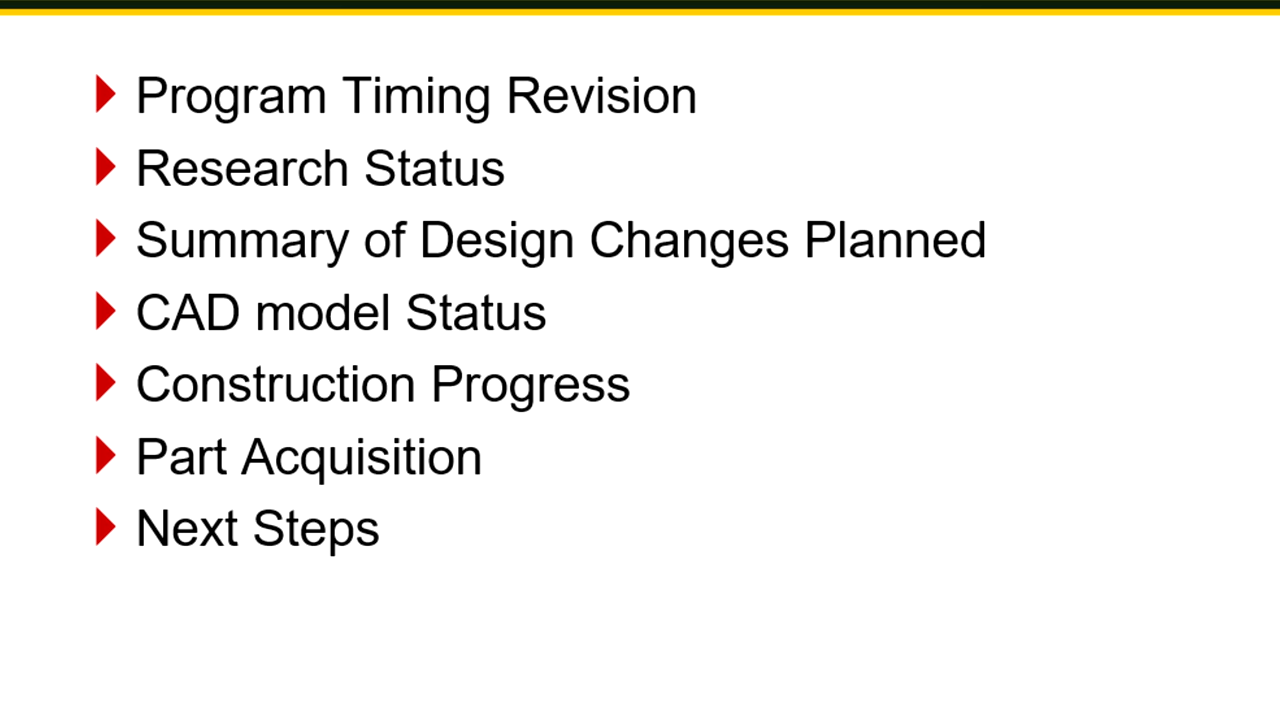 Program Timing Revision
Research Status
Summary of Design Changes Planned
CAD model Status
Construction Progress
Part Acquisition
Next Steps